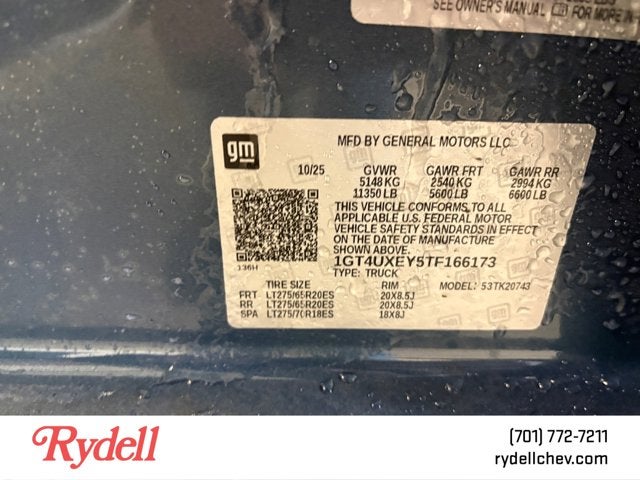 SEE OWNER'S MANUAL FOR MORE IN
gm
MFD BY GENERAL MOTORS LLC
10/25 GVWR GAWR FRT GAWR RR
5148 KG 2540 KG 2994 KG
11350 LB 5600 LB 6600 LB
THIS VEHICLE CONFORMS TO ALL
APPLICABLE U.S. FEDERAL MOTOR
VEHICLE SAFETY STANDARDS IN EFFECT
ON THE DATE OF MANUFACTURE
SHOWN ABOVE.
1GT4UXEY5TF166173
136H TYPE: TRUCK MODEL: 53TK20743
TIRE SIZE RIM
FRT LT275/65R20ES 20X8.5J
RR LT275/65R20ES 20X8.5J
SPA LT275/70R18ES 18X8J
Rydell
(701) 772-7211
rydellchev.com